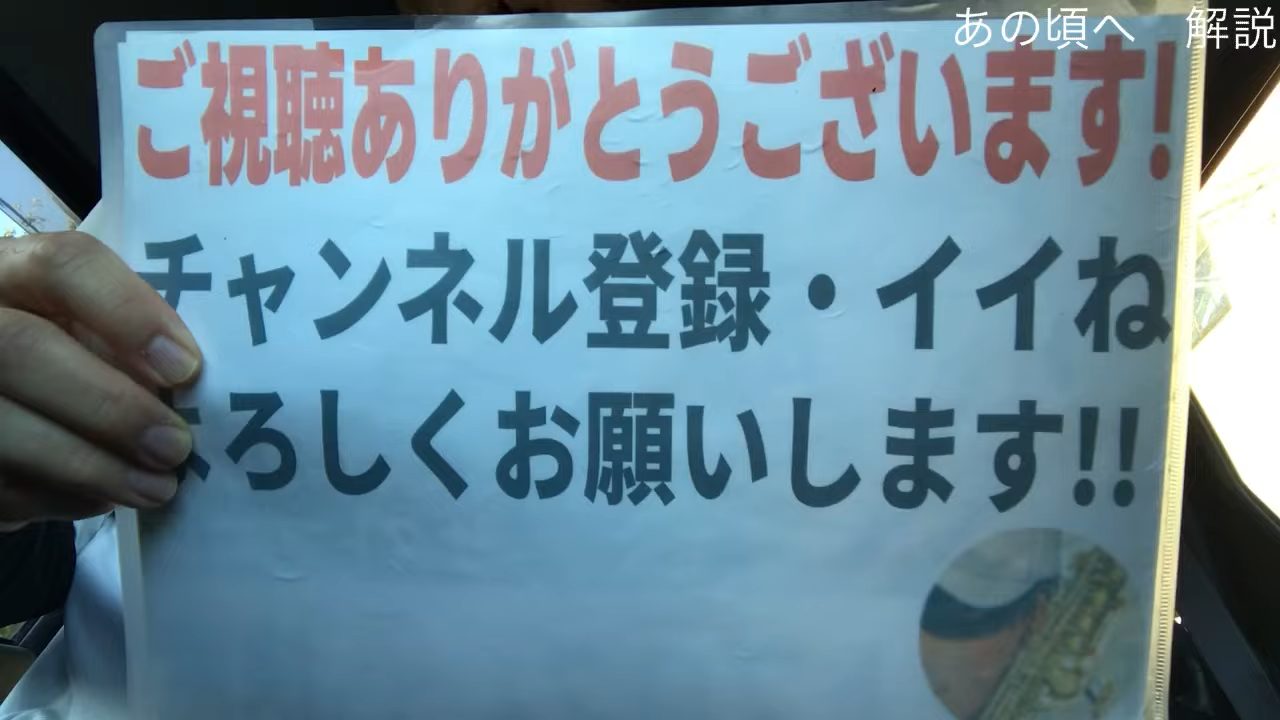 あの頃へ　解説
ご視聴ありがとうございます!
チャンネル登録・イイね
よろしくお願いします!!